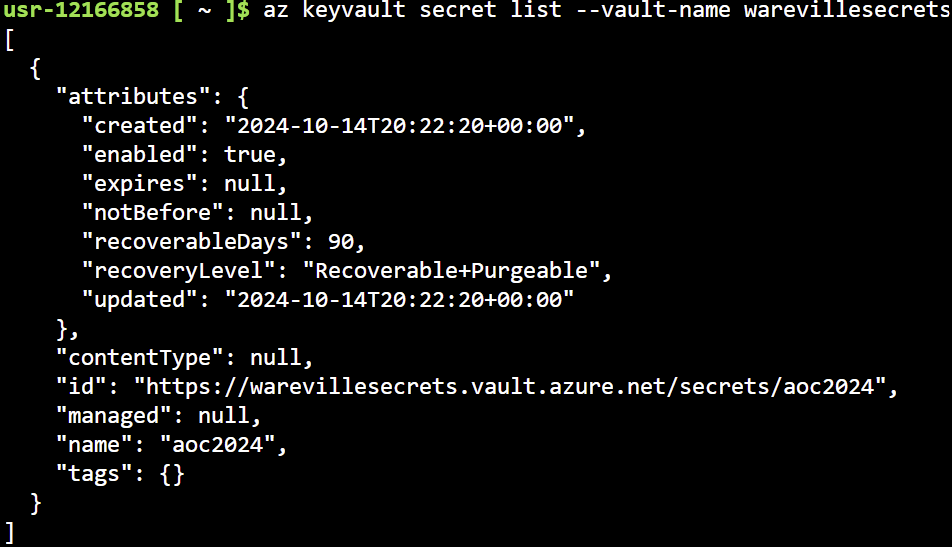 usr-12166858 [ ~ ]$ az keyvault secret list --vault-name warevillesecrets
[
  {
    "attributes": {
      "created": "2024-10-14T20:22:20+00:00",
      "enabled": true,
      "expires": null,
      "notBefore": null,
      "recoverableDays": 90,
      "recoveryLevel": "Recoverable+Purgeable",
      "updated": "2024-10-14T20:22:20+00:00"
    },
    "contentType": null,
    "id": "https://warevillesecrets.vault.azure.net/secrets/aoc2024",
    "managed": null,
    "name": "aoc2024",
    "tags": {}
  }
]